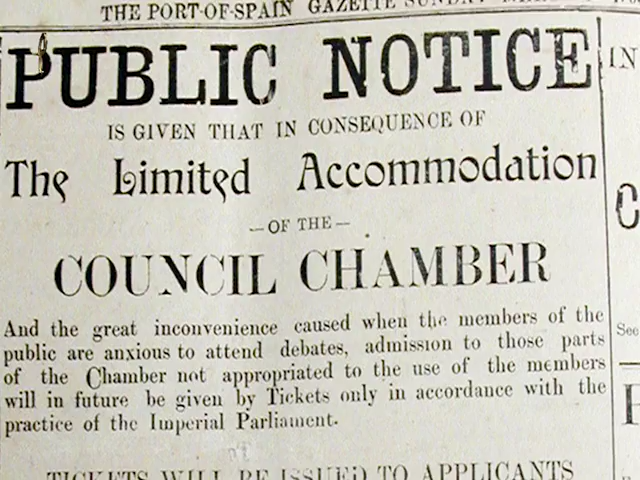 THE PORT-OF-SPAIN GAZETTE SUNDAY
PUBLIC NOTICE
IS GIVEN THAT IN CONSEQUENCE OF
The Limited Accommodation
—OF THE—
COUNCIL CHAMBER
And the great inconvenience caused when the members of the
public are anxious to attend debates, admission to those parts
of the Chamber not appropriated to the use of the members
will in future be given by Tickets only in accordance with the
practice of the Imperial Parliament.
TICKETS WILL BE ISSUED TO APPLICANTS
IN
C
See